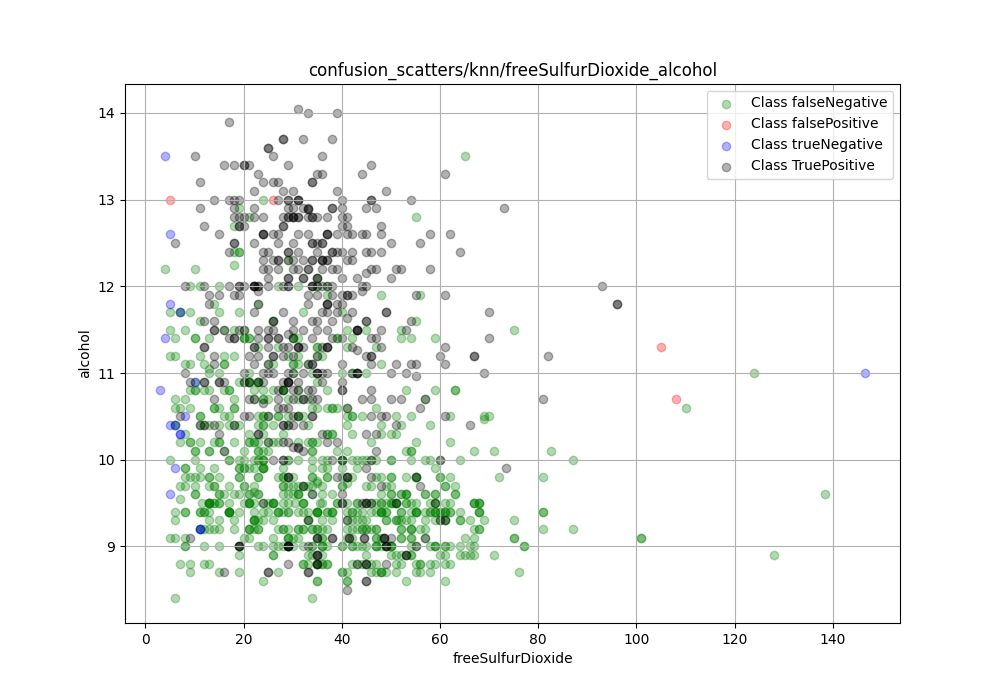 confusion_scatters/knn/freeSulfurDioxide_alcohol
Class falseNegative
Class falsePositive
Class trueNegative
Class TruePositive
14
13
12
11
10
9
alcohol
0 20 40 60 80 100 120 140
freeSulfurDioxide